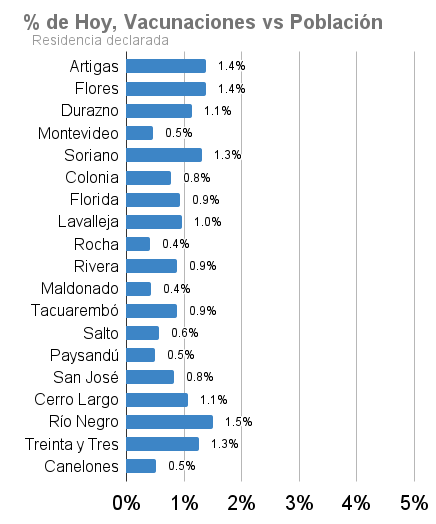 % de Hoy, Vacunaciones vs Población
Residencia declarada
Artigas 1.4%
Flores 1.4%
Durazno 1.1%
Montevideo 0.5%
Soriano 1.3%
Colonia 0.8%
Florida 0.9%
Lavalleja 1.0%
Rocha 0.4%
Rivera 0.9%
Maldonado 0.4%
Tacuarembó 0.9%
Salto 0.6%
Paysandú 0.5%
San José 0.8%
Cerro Largo 1.1%
Río Negro 1.5%
Treinta y Tres 1.3%
Canelones 0.5%
0% 1% 2% 3% 4% 5%